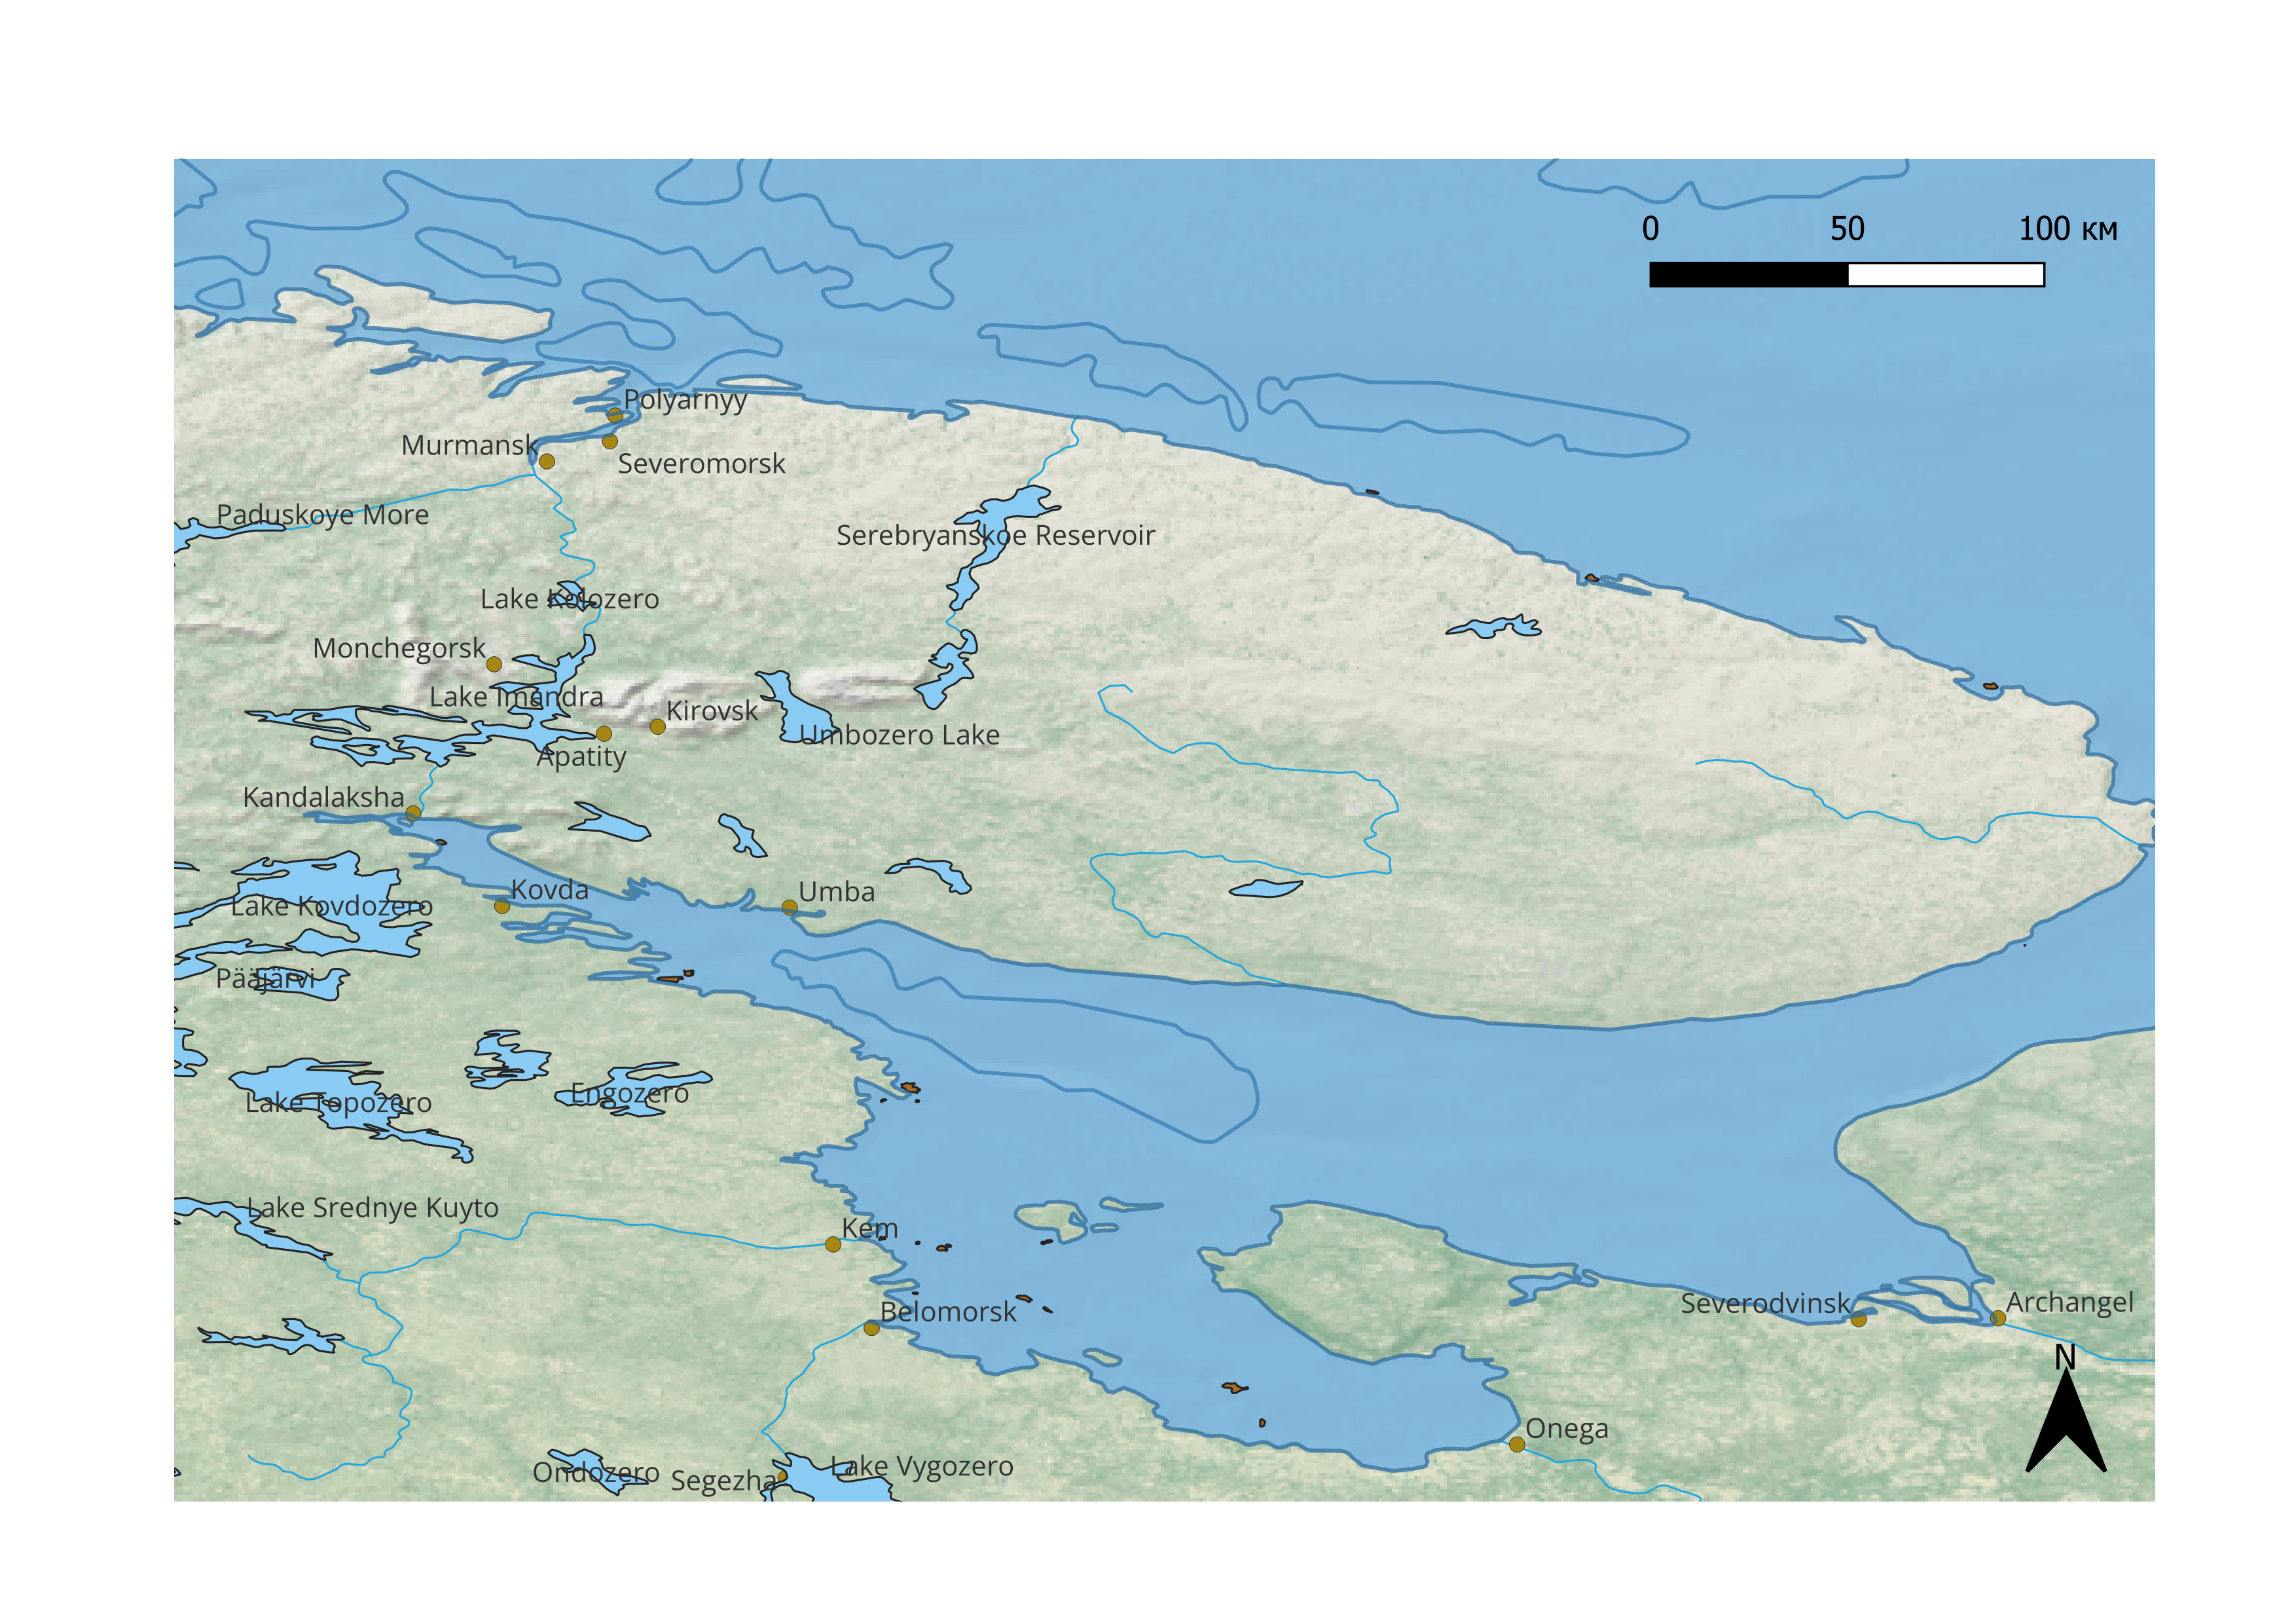 0 50 100 км
Polyarnyy
Murmansk
Severomorsk
Paduskoye More
Serebryanskoe Reservoir
Lake Kolozero
Monchegorsk
Lake Imandra
Kirovsk
Umbozero Lake
Apatity
Kandalaksha
Kovda
Umba
Lake Kovdozero
Pääjärvi
Engozero
Lake Topozero
Lake Srednye Kuyto
Kem
Belomorsk
Severodvinsk
Archangel
N
Onega
Ondozero
Segezha
Lake Vygozero